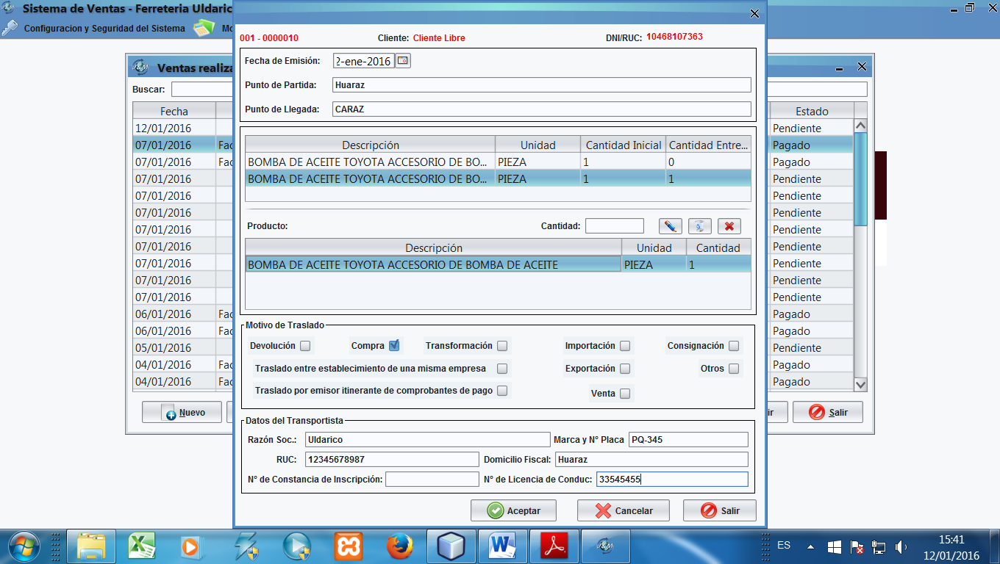 Sistema de Ventas - Ferreteria Uldaric
Configuracion y Seguridad del Sistema
Ventas realiza
Buscar:
Fecha Estado
12/01/2016 Pendiente
07/01/2016 Fac Pagado
07/01/2016 Fac Pagado
07/01/2016 Pendiente
07/01/2016 Pendiente
07/01/2016 Pendiente
07/01/2016 Pendiente
07/01/2016 Pendiente
07/01/2016 Pendiente
07/01/2016 Pendiente
07/01/2016 Pendiente
06/01/2016 Fac Pagado
06/01/2016 Fac Pagado
05/01/2016 Pendiente
04/01/2016 Fac Pagado
04/01/2016 Fac Pagado
Nuevo ir Salir
001 - 0000010 Cliente: Cliente Libre DNI/RUC: 10468107363
Fecha de Emisión: 2-ene-2016
Punto de Partida: Huaraz
Punto de Llegada: CARAZ
Descripción Unidad Cantidad Inicial Cantidad Entre...
BOMBA DE ACEITE TOYOTA ACCESORIO DE BO... PIEZA 1 0
BOMBA DE ACEITE TOYOTA ACCESORIO DE BO... PIEZA 1 1
Producto: Cantidad:
Descripción Unidad Cantidad
BOMBA DE ACEITE TOYOTA ACCESORIO DE BOMBA DE ACEITE PIEZA 1
Motivo de Traslado
Devolución Compra Transformación Importación Consignación
Traslado entre establecimiento de una misma empresa Exportación Otros
Traslado por emisor itinerante de comprobantes de pago Venta
Datos del Transportista
Razón Soc.: Uldarico Marca y N° Placa PQ-345
RUC: 12345678987 Domicilio Fiscal: Huaraz
N° de Constancia de Inscripción: N° de Licencia de Conduc: 33545455
Aceptar Cancelar Salir
ES 15:41
12/01/2016